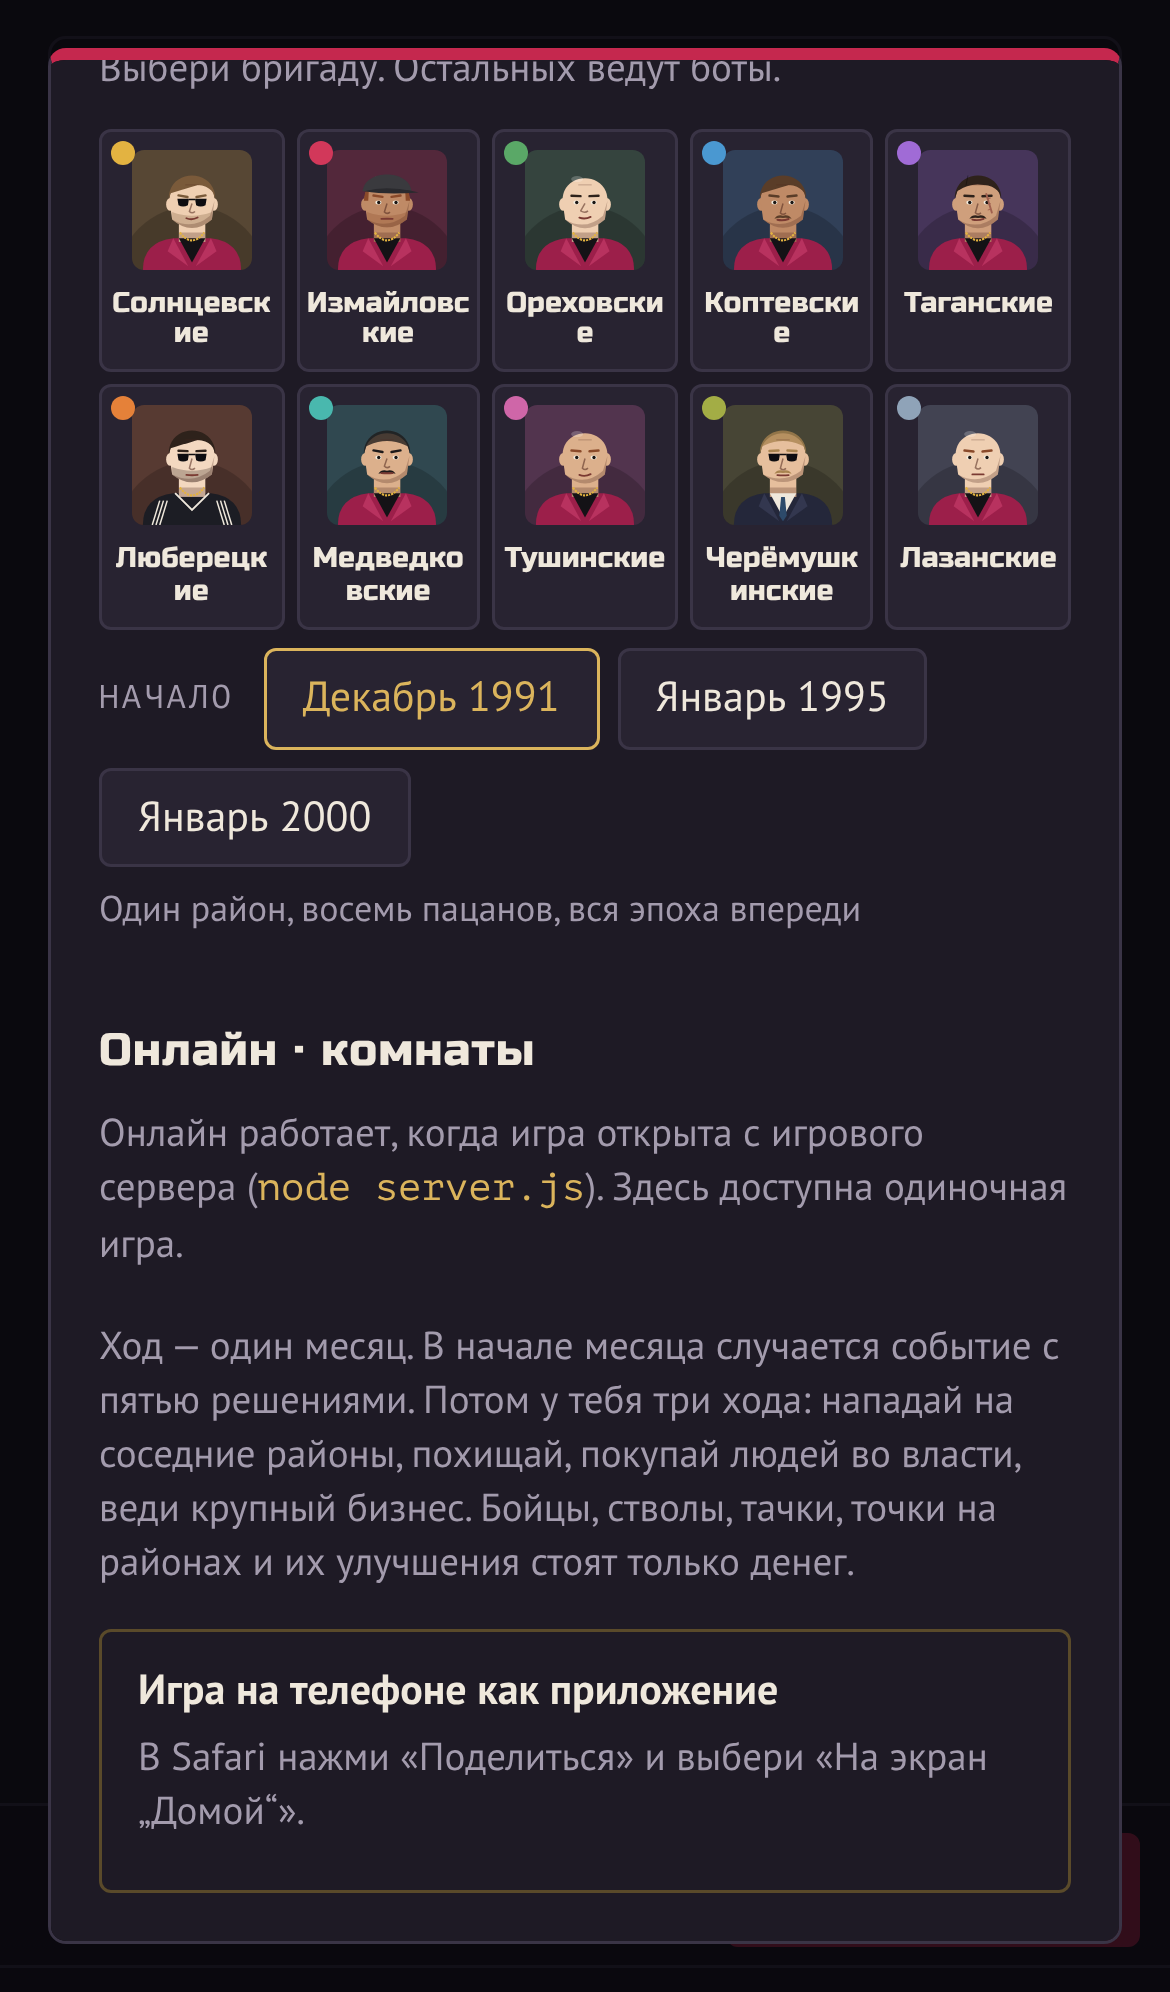 Выбери бригаду. Остальных ведут боты.
Солнцевск
ие
Измайловс
кие
Ореховски
е
Коптевски
е
Таганские
Люберецк
ие
Медведко
вские
Тушинские
Черёмушк
инские
Лазанские
НАЧАЛО
Декабрь 1991
Январь 1995
Январь 2000
Один район, восемь пацанов, вся эпоха впереди
Онлайн · комнаты
Онлайн работает, когда игра открыта с игрового
сервера (node server.js). Здесь доступна одиночная
игра.
Ход — один месяц. В начале месяца случается событие с
пятью решениями. Потом у тебя три хода: нападай на
соседние районы, похищай, покупай людей во власти,
веди крупный бизнес. Бойцы, стволы, тачки, точки на
районах и их улучшения стоят только денег.
Игра на телефоне как приложение
В Safari нажми «Поделиться» и выбери «На экран
„Домой“».